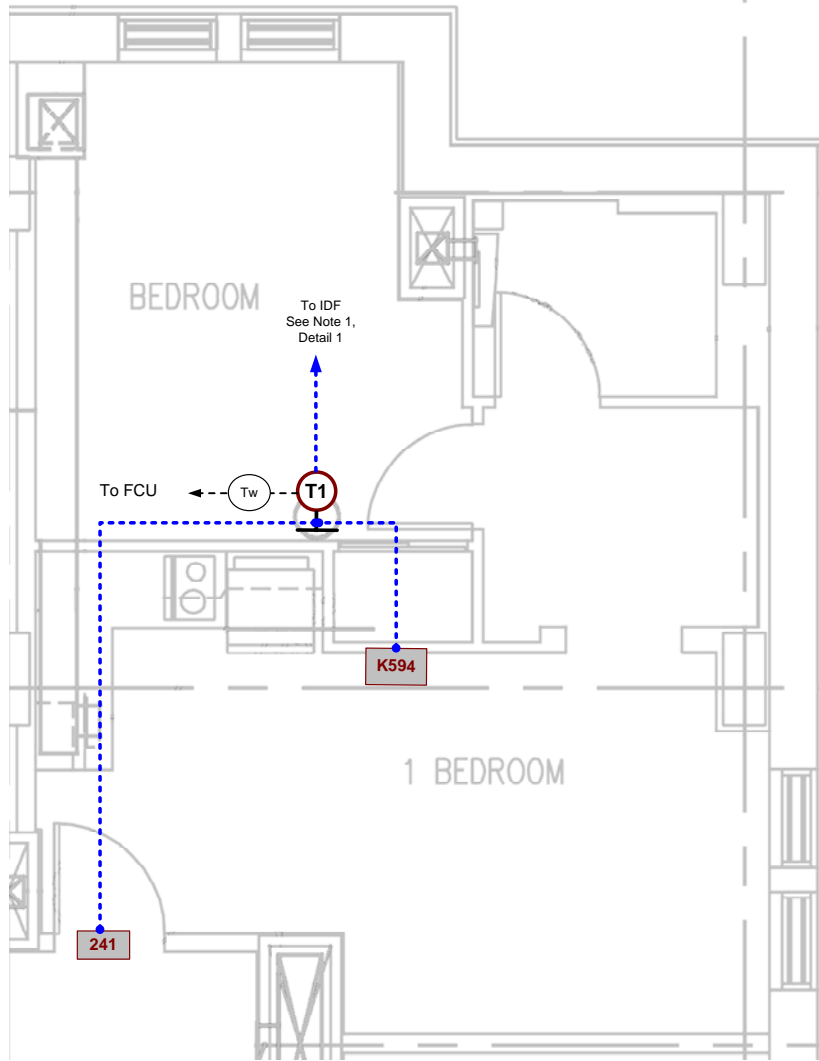 BEDROOM
To IDF
See Note 1,
Detail 1
To FCU
Tw
T1
K594
1 BEDROOM
241